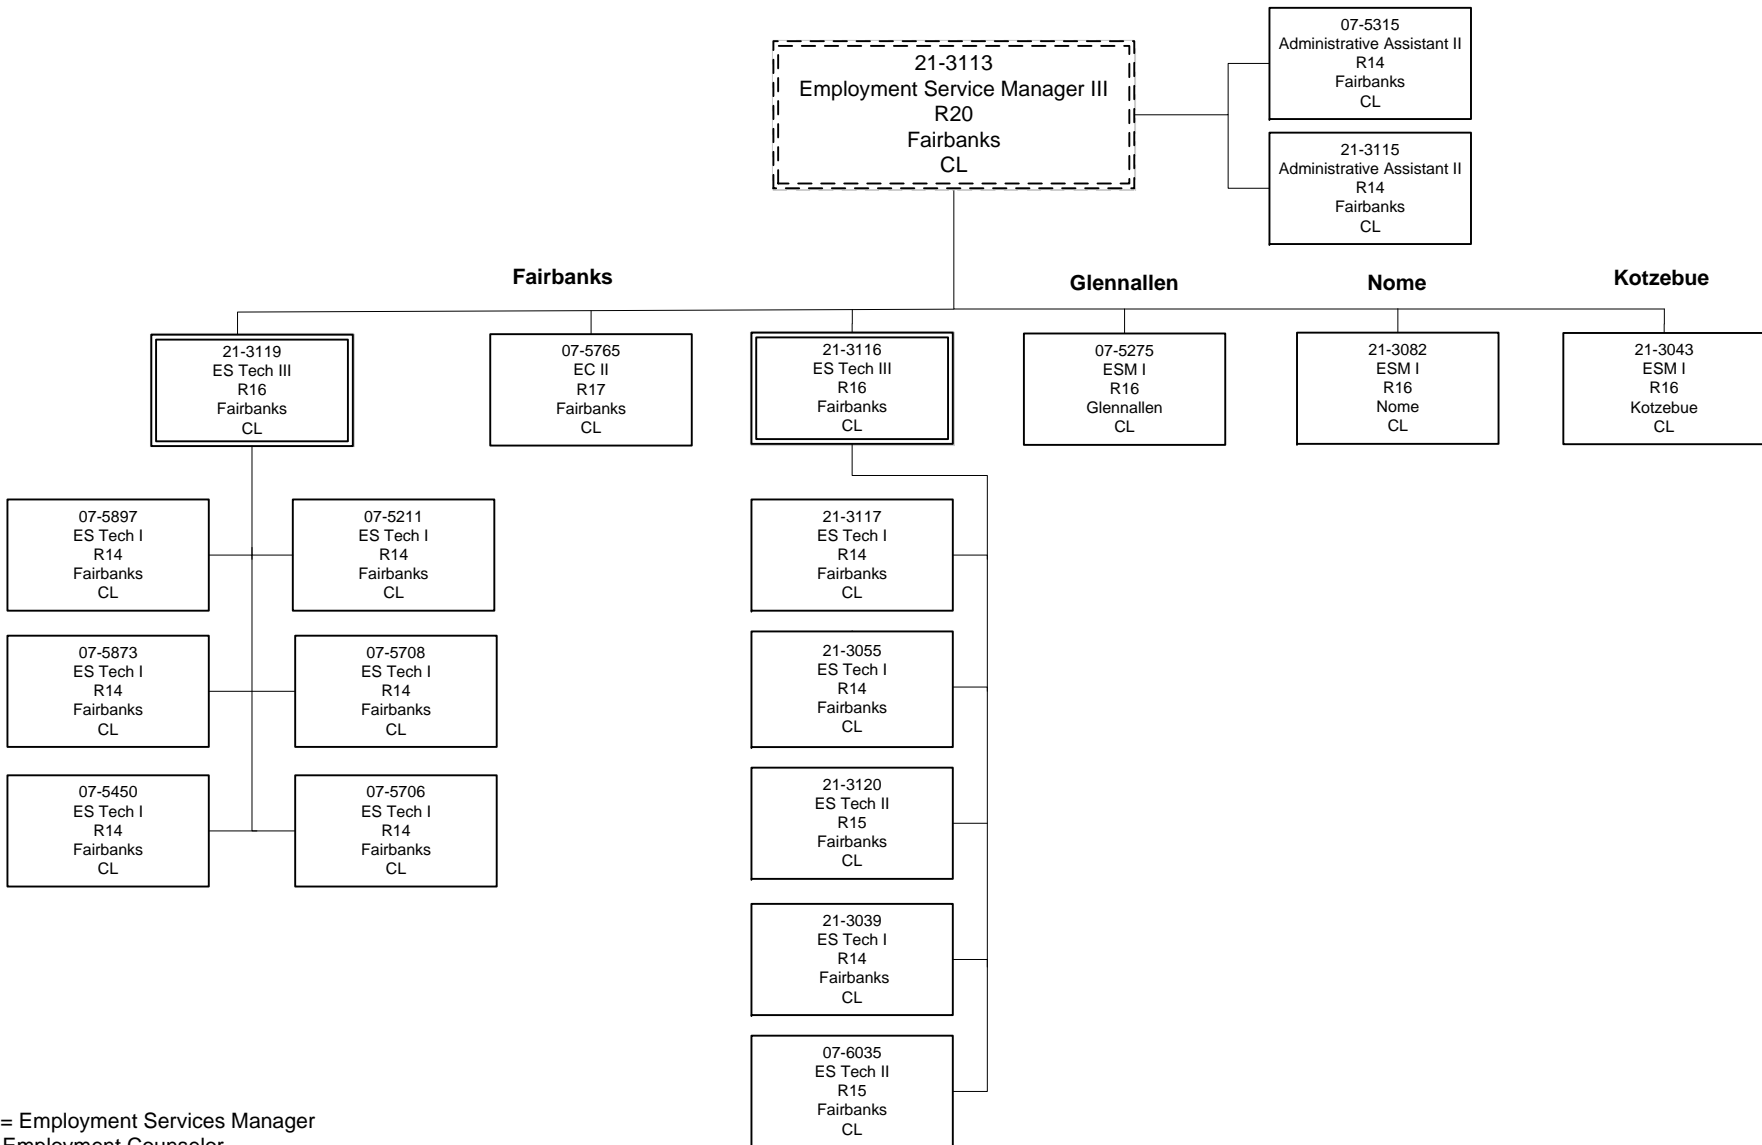 21-3113
Employment Service Manager III
R20
Fairbanks
CL
07-5315
Administrative Assistant II
R14
Fairbanks
CL
21-3115
Administrative Assistant II
R14
Fairbanks
CL
Fairbanks
Glennallen
Nome
Kotzebue
21-3119
ES Tech III
R16
Fairbanks
CL
07-5765
EC II
R17
Fairbanks
CL
21-3116
ES Tech III
R16
Fairbanks
CL
07-5275
ESM I
R16
Glennallen
CL
21-3082
ESM I
R16
Nome
CL
21-3043
ESM I
R16
Kotzebue
CL
07-5897
ES Tech I
R14
Fairbanks
CL
07-5211
ES Tech I
R14
Fairbanks
CL
07-5873
ES Tech I
R14
Fairbanks
CL
07-5708
ES Tech I
R14
Fairbanks
CL
07-5450
ES Tech I
R14
Fairbanks
CL
07-5706
ES Tech I
R14
Fairbanks
CL
21-3117
ES Tech I
R14
Fairbanks
CL
21-3055
ES Tech I
R14
Fairbanks
CL
21-3120
ES Tech II
R15
Fairbanks
CL
21-3039
ES Tech I
R14
Fairbanks
CL
07-6035
ES Tech II
R15
Fairbanks
CL
= Employment Services Manager
Employment Counselor